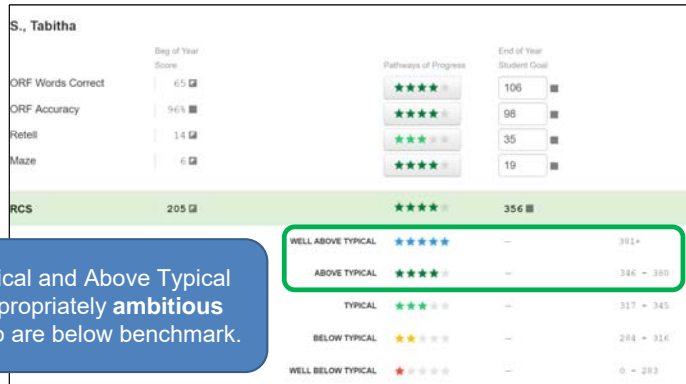 S., Tabitha
Beg of Year
Score
Pathways of Progress
End of Year
Student Goal
ORF Words Correct 65 106
ORF Accuracy 96% 98
Retell 14 35
Maze 6 19
RCS 205 356
WELL ABOVE TYPICAL – 381+
ABOVE TYPICAL – 346 – 380
TYPICAL – 317 – 345
BELOW TYPICAL – 284 – 316
WELL BELOW TYPICAL – 0 – 283
ical and Above Typical
propriately ambitious
o are below benchmark.